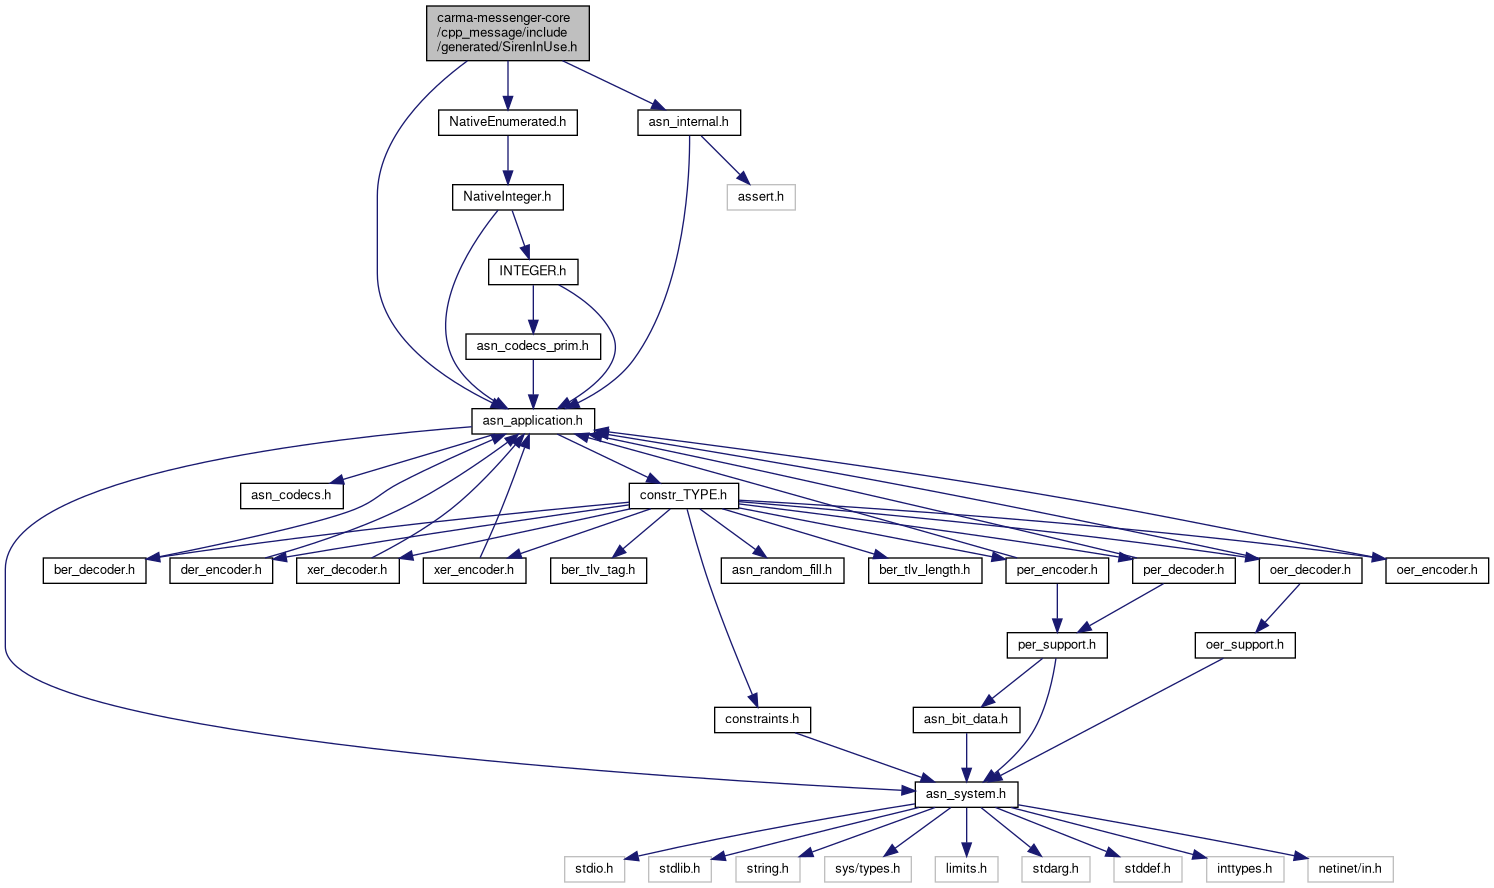 carma-messenger-core
/cpp_message/include
/generated/SirenInUse.h
NativeEnumerated.h
asn_internal.h
NativeInteger.h
assert.h
INTEGER.h
asn_codecs_prim.h
asn_application.h
asn_codecs.h
constr_TYPE.h
ber_decoder.h
der_encoder.h
xer_decoder.h
xer_encoder.h
ber_tlv_tag.h
asn_random_fill.h
ber_tlv_length.h
per_encoder.h
per_decoder.h
oer_decoder.h
oer_encoder.h
per_support.h
oer_support.h
constraints.h
asn_bit_data.h
asn_system.h
stdio.h
stdlib.h
string.h
sys/types.h
limits.h
stdarg.h
stddef.h
inttypes.h
netinet/in.h